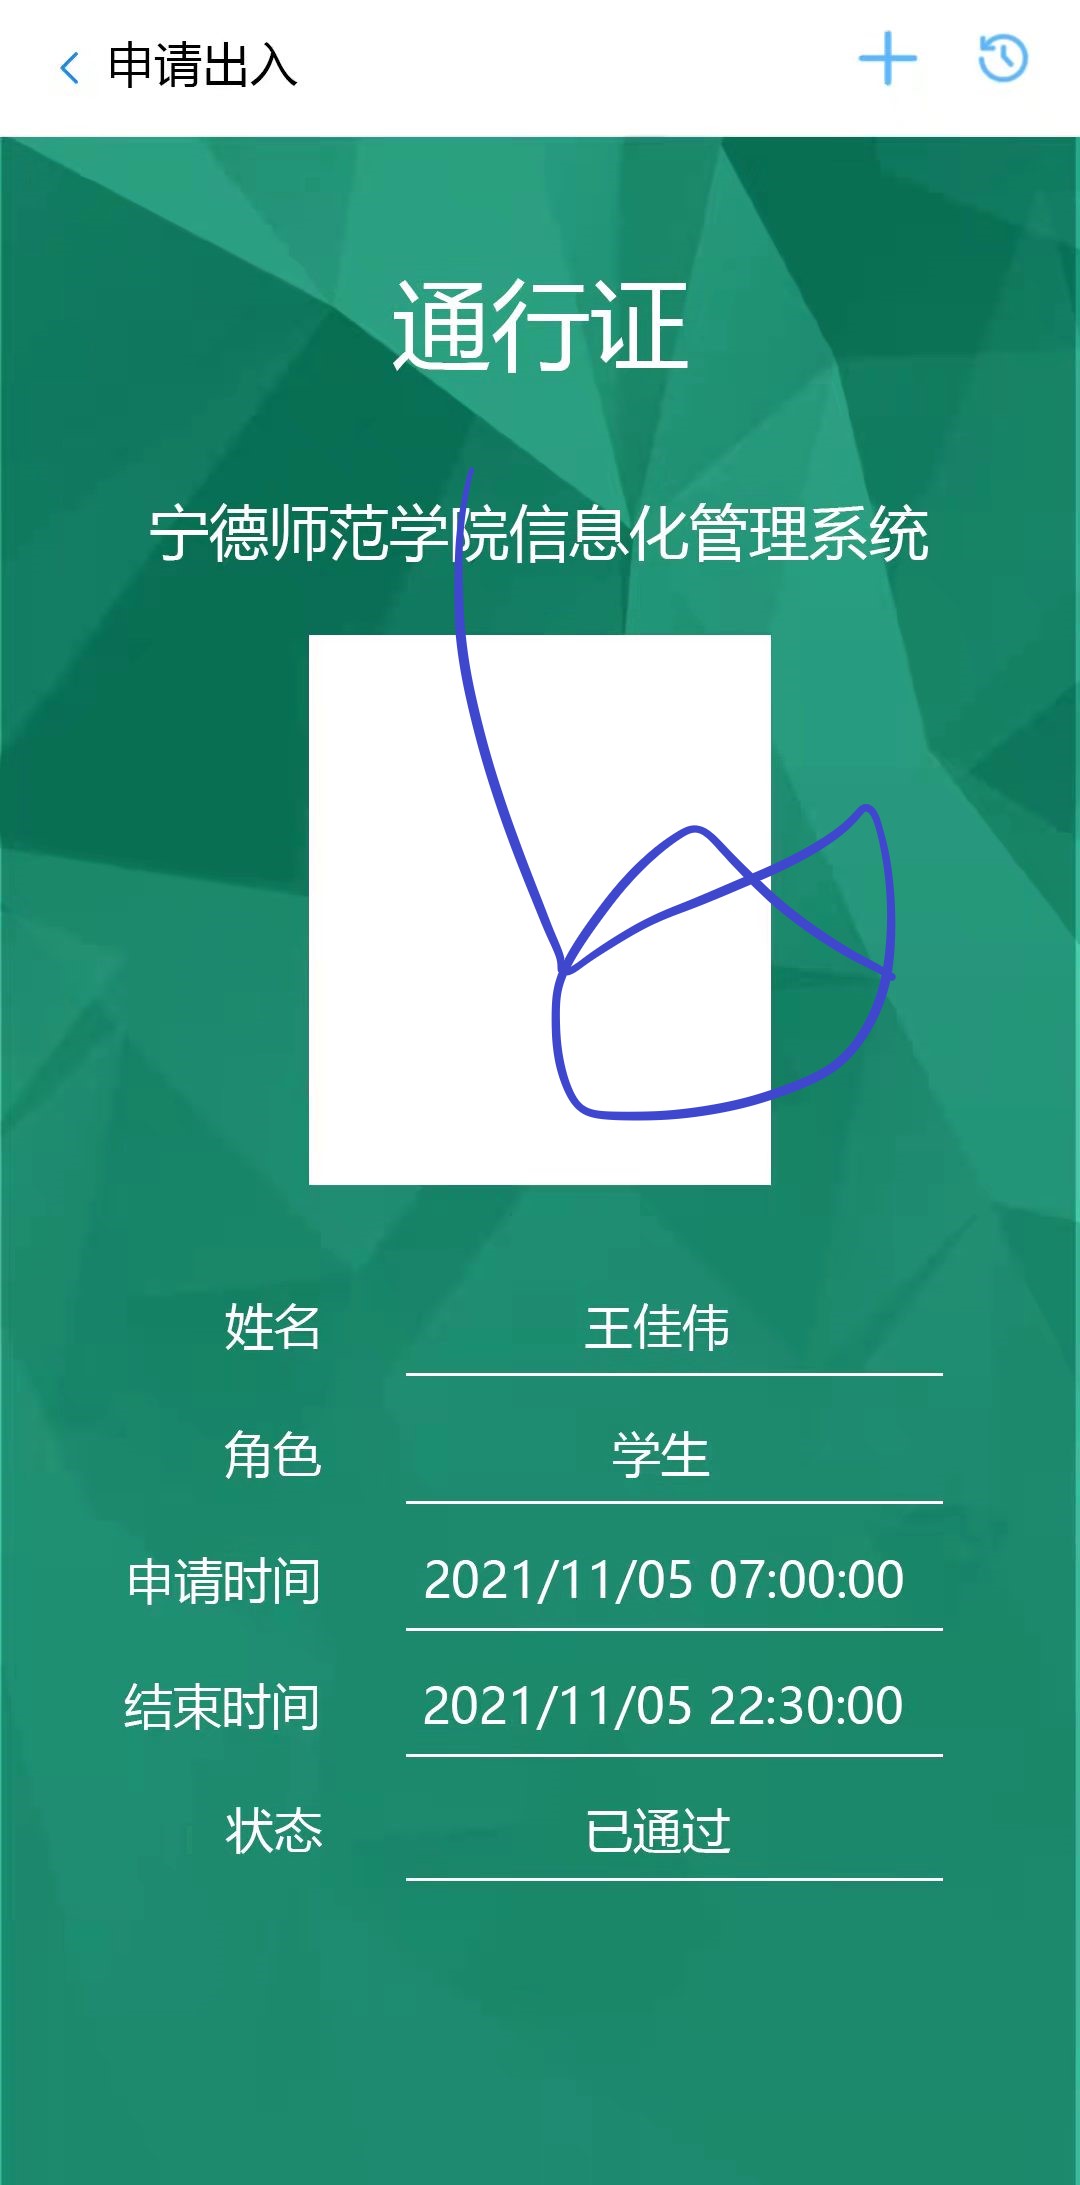 申请出入
通行证
宁德师范学院信息化管理系统
姓名 王佳伟
角色 学生
申请时间 2021/11/05 07:00:00
结束时间 2021/11/05 22:30:00
状态 已通过